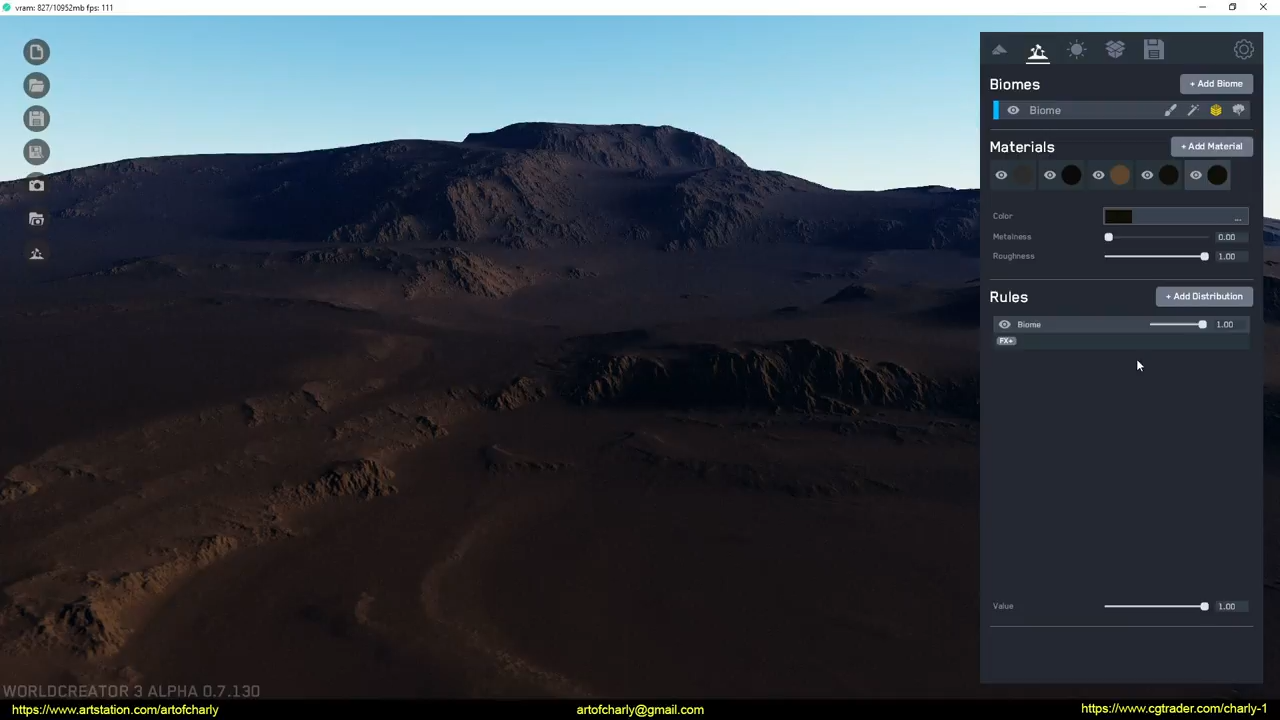 vram: 827/10952mb fps: 111
Biomes
+ Add Biome
Biome
Materials
+ Add Material
Color
...
Metalness
0.00
Roughness
1.00
Rules
+ Add Distribution
Biome
1.00
FX+
Value
1.00
WORLDCREATOR 3 ALPHA 0.7.130
https://www.artstation.com/artofcharly
artofcharly@gmail.com
https://www.cgtrader.com/charly-1